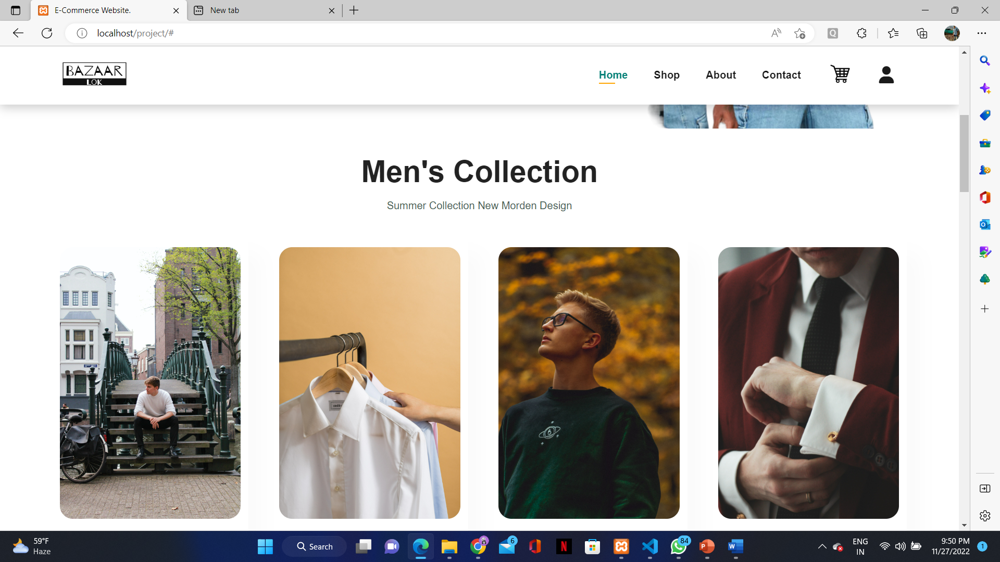 E-Commerce Website.
New tab
localhost/project/#
BAZAAR
LOK
Home
Shop
About
Contact
Men's Collection
Summer Collection New Morden Design
6
59°F
Haze
Search
6
84
ENG
IN
9:50 PM
11/27/2022
1